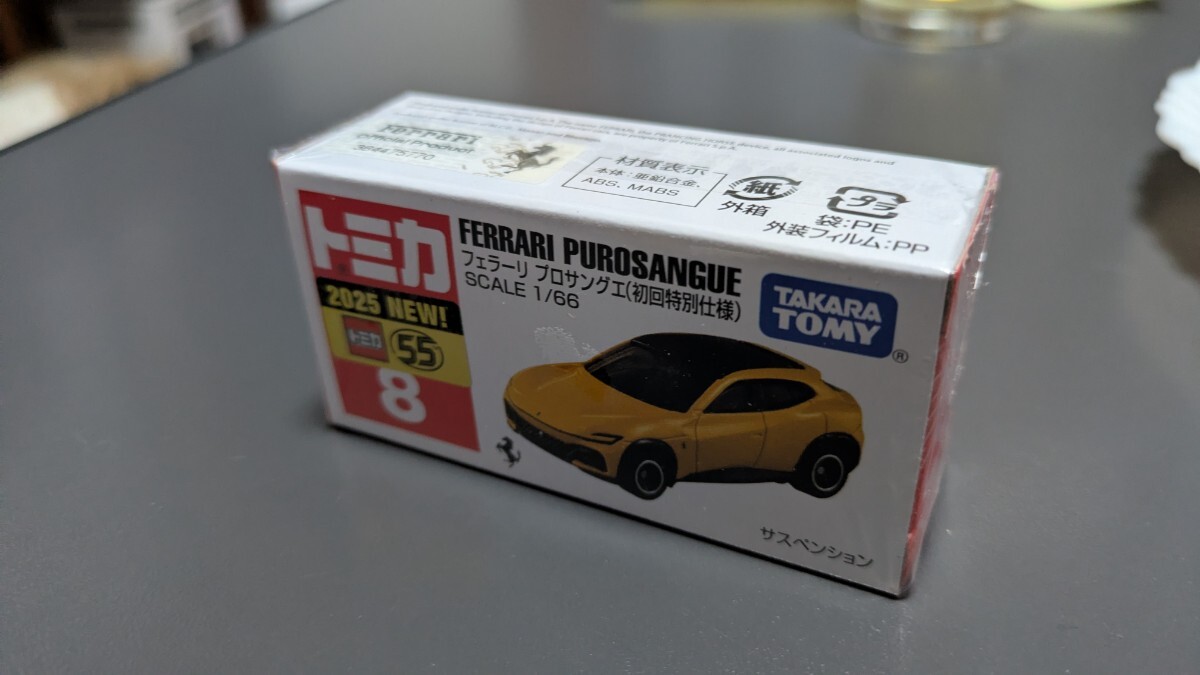 Ferrari
official product
材質表示
本体:亜鉛合金、
ABS、MABS
紙
外箱
プラ
袋:PE
外装フィルム:PP
トミカ
2025 NEW!
トミカ 55
8
FERRARI PUROSANGUE
フェラーリ プロサングエ(初回特別仕様)
SCALE 1/66
TAKARA
TOMY
®
サスペンション